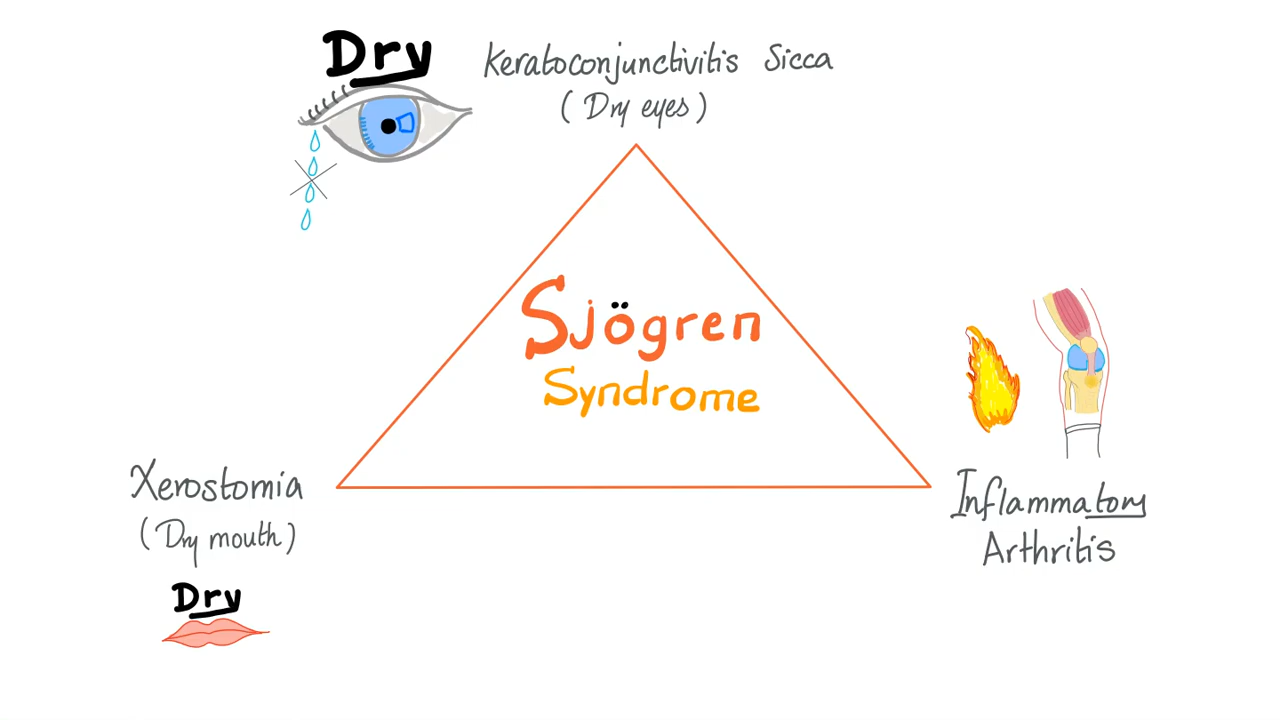 Dry
Keratoconjunctivitis Sicca
(Dry eyes)
Sjögren
Syndrome
Xerostomia
(Dry mouth)
Dry
Inflammatory
Arthritis